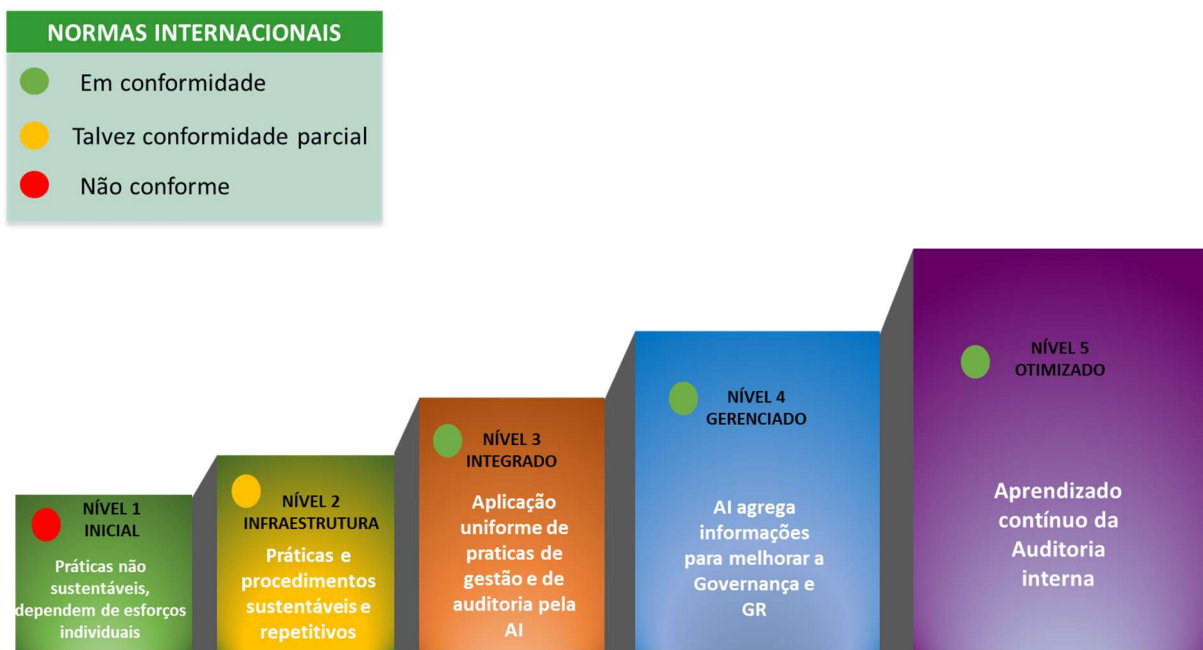 NORMAS INTERNACIONAIS
Em conformidade
Talvez conformidade parcial
Não conforme
NÍVEL 1
INICIAL
Práticas não
sustentáveis,
dependem de esforços
individuais
NÍVEL 2
INFRAESTRUTURA
Práticas e
procedimentos
sustentáveis e
repetitivos
NÍVEL 3
INTEGRADO
Aplicação
uniforme de
praticas de
gestão e de
auditoria pela
AI
NÍVEL 4
GERENCIADO
AI agrega
informações
para melhorar a
Governança e
GR
NÍVEL 5
OTIMIZADO
Aprendizado
contínuo da
Auditoria
interna